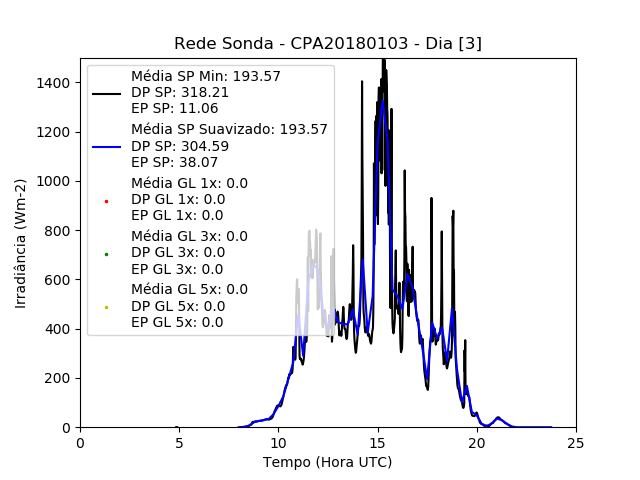 Rede Sonda - CPA20180103 - Dia [3]
Média SP Min: 193.57
DP SP: 318.21
EP SP: 11.06
Média SP Suavizado: 193.57
DP SP: 304.59
EP SP: 38.07
Média GL 1x: 0.0
DP GL 1x: 0.0
EP GL 1x: 0.0
Média GL 3x: 0.0
DP GL 3x: 0.0
EP GL 3x: 0.0
Média GL 5x: 0.0
DP GL 5x: 0.0
EP GL 5x: 0.0
Irradiância (Wm-2)
1400
1200
1000
800
600
400
200
0
0 5 10 15 20 25
Tempo (Hora UTC)